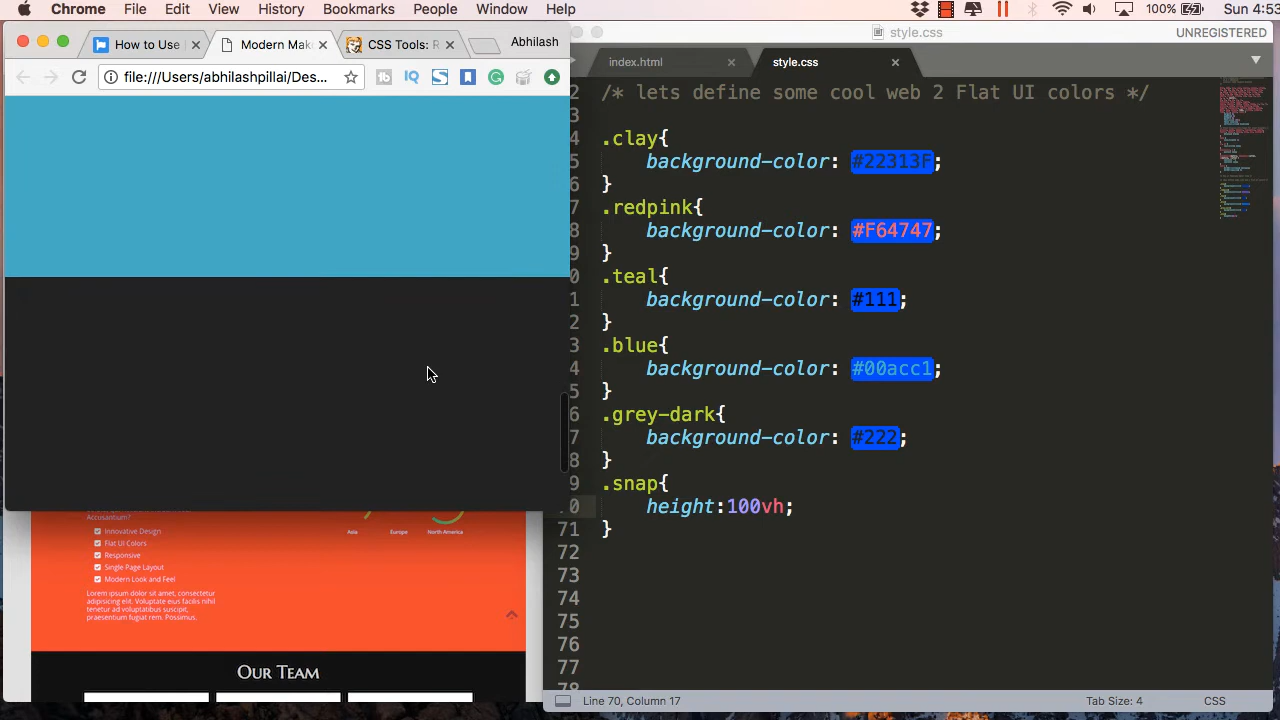 Chrome File Edit View History Bookmarks People Window Help 100% Sun 4:53
How to Use Modern Mak CSS Tools: R Abhilash
file:///Users/abhilashpillai/Des...
Accusantium?
Innovative Design
Flat UI Colors
Responsive
Single Page Layout
Modern Look and Feel
Lorem ipsum dolor sit amet, consectetur
adipisicing elit. Voluptate eius facilis nihil
tenetur ad voluptatibus suscipit,
praesentium fugiat rem. Possimus.
Asia Europe North America
Our Team
style.css UNREGISTERED
index.html style.css
2 /* lets define some cool web 2 Flat UI colors */
3
4 .clay{
5 background-color: #22313F;
6 }
7 .redpink{
8 background-color: #F64747;
9 }
0 .teal{
1 background-color: #111;
2 }
3 .blue{
4 background-color: #00acc1;
5 }
6 .grey-dark{
7 background-color: #222;
8 }
9 .snap{
0 height:100vh;
71 }
72
73
74
75
76
77
78
Line 70, Column 17 Tab Size: 4 CSS